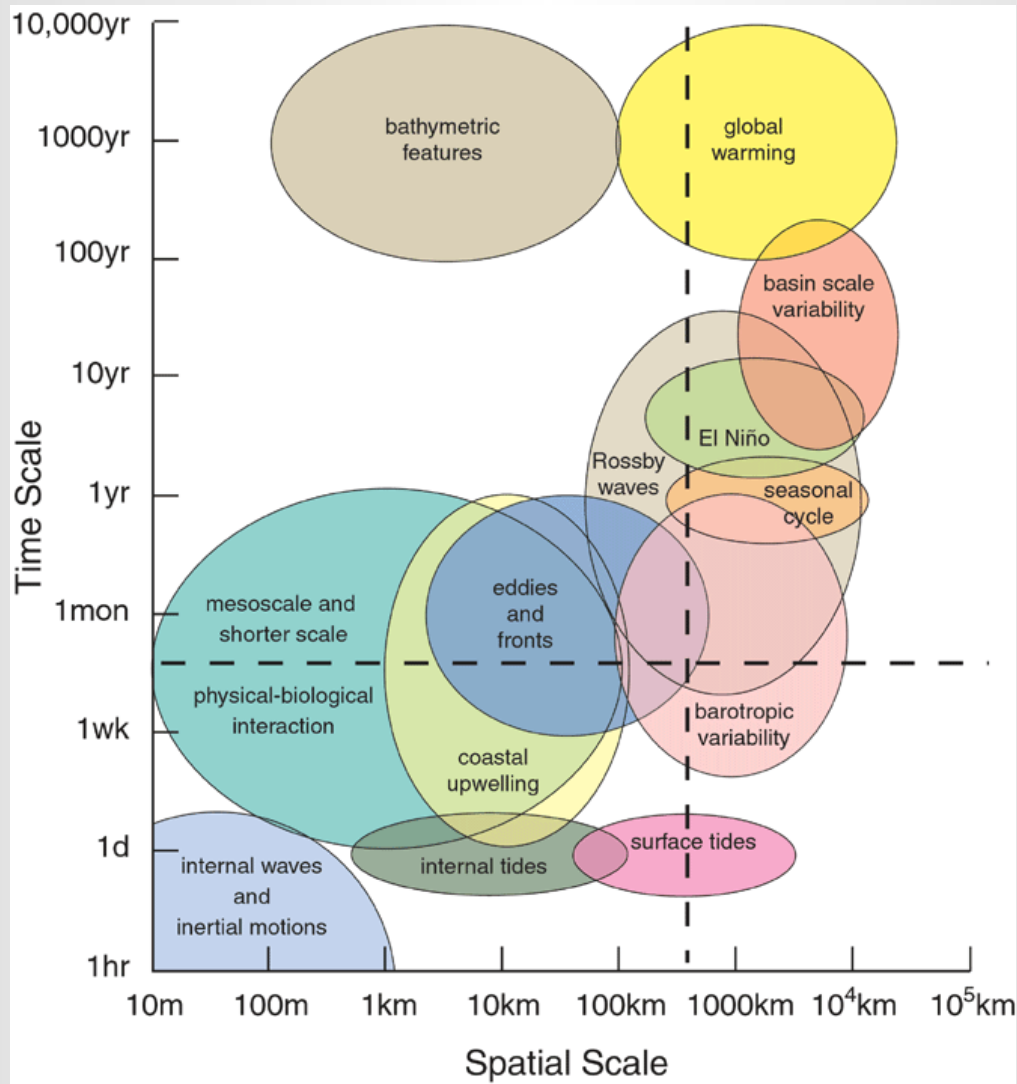 10,000yr
1000yr
100yr
10yr
1yr
1mon
1wk
1d
1hr
Time Scale
bathymetric
features
global
warming
basin scale
variability
El Niño
Rossby
waves
seasonal
cycle
eddies
and
fronts
mesoscale and
shorter scale
physical-biological
interaction
barotropic
variability
coastal
upwelling
surface tides
internal tides
internal waves
and
inertial motions
10m 100m 1km 10km 100km 1000km 10⁴km 10⁵km
Spatial Scale